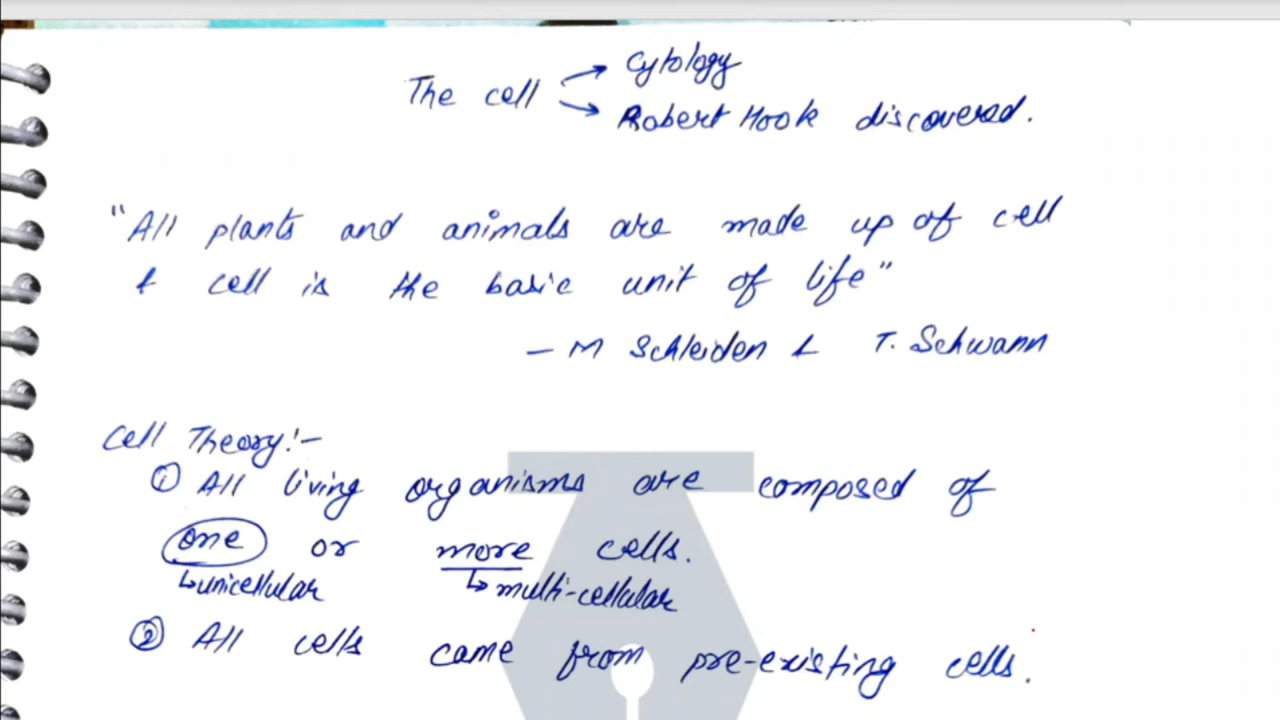 The cell → Cytology
→ Robert Hook discovered.
"All plants and animals are made up of cell
& cell is the basic unit of life"
— M Schleiden & T. Schwann
Cell Theory:-
① All living organisms are composed of
one or more cells.
↳ unicellular ↳ multi-cellular
② All cells came from pre-existing cells.